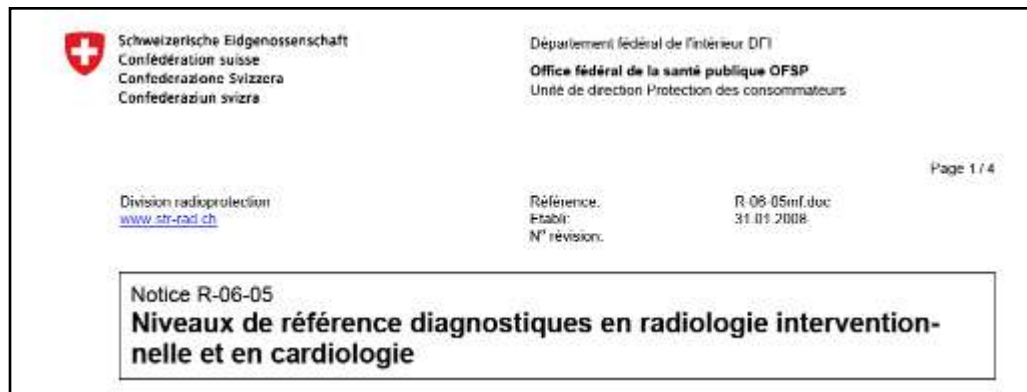 Schweizerische Eidgenossenschaft
Confédération suisse
Confederazione Svizzera
Confederaziun svizra
Département fédéral de l'intérieur DFI
Office fédéral de la santé publique OFSP
Unité de direction Protection des consommateurs
Page 1 / 4
Division radioprotection
www.str-rad.ch
Référence: R-06-05mf.doc
Etabli: 31.01.2008
N° révision:
Notice R-06-05
Niveaux de référence diagnostiques en radiologie intervention-
nelle et en cardiologie